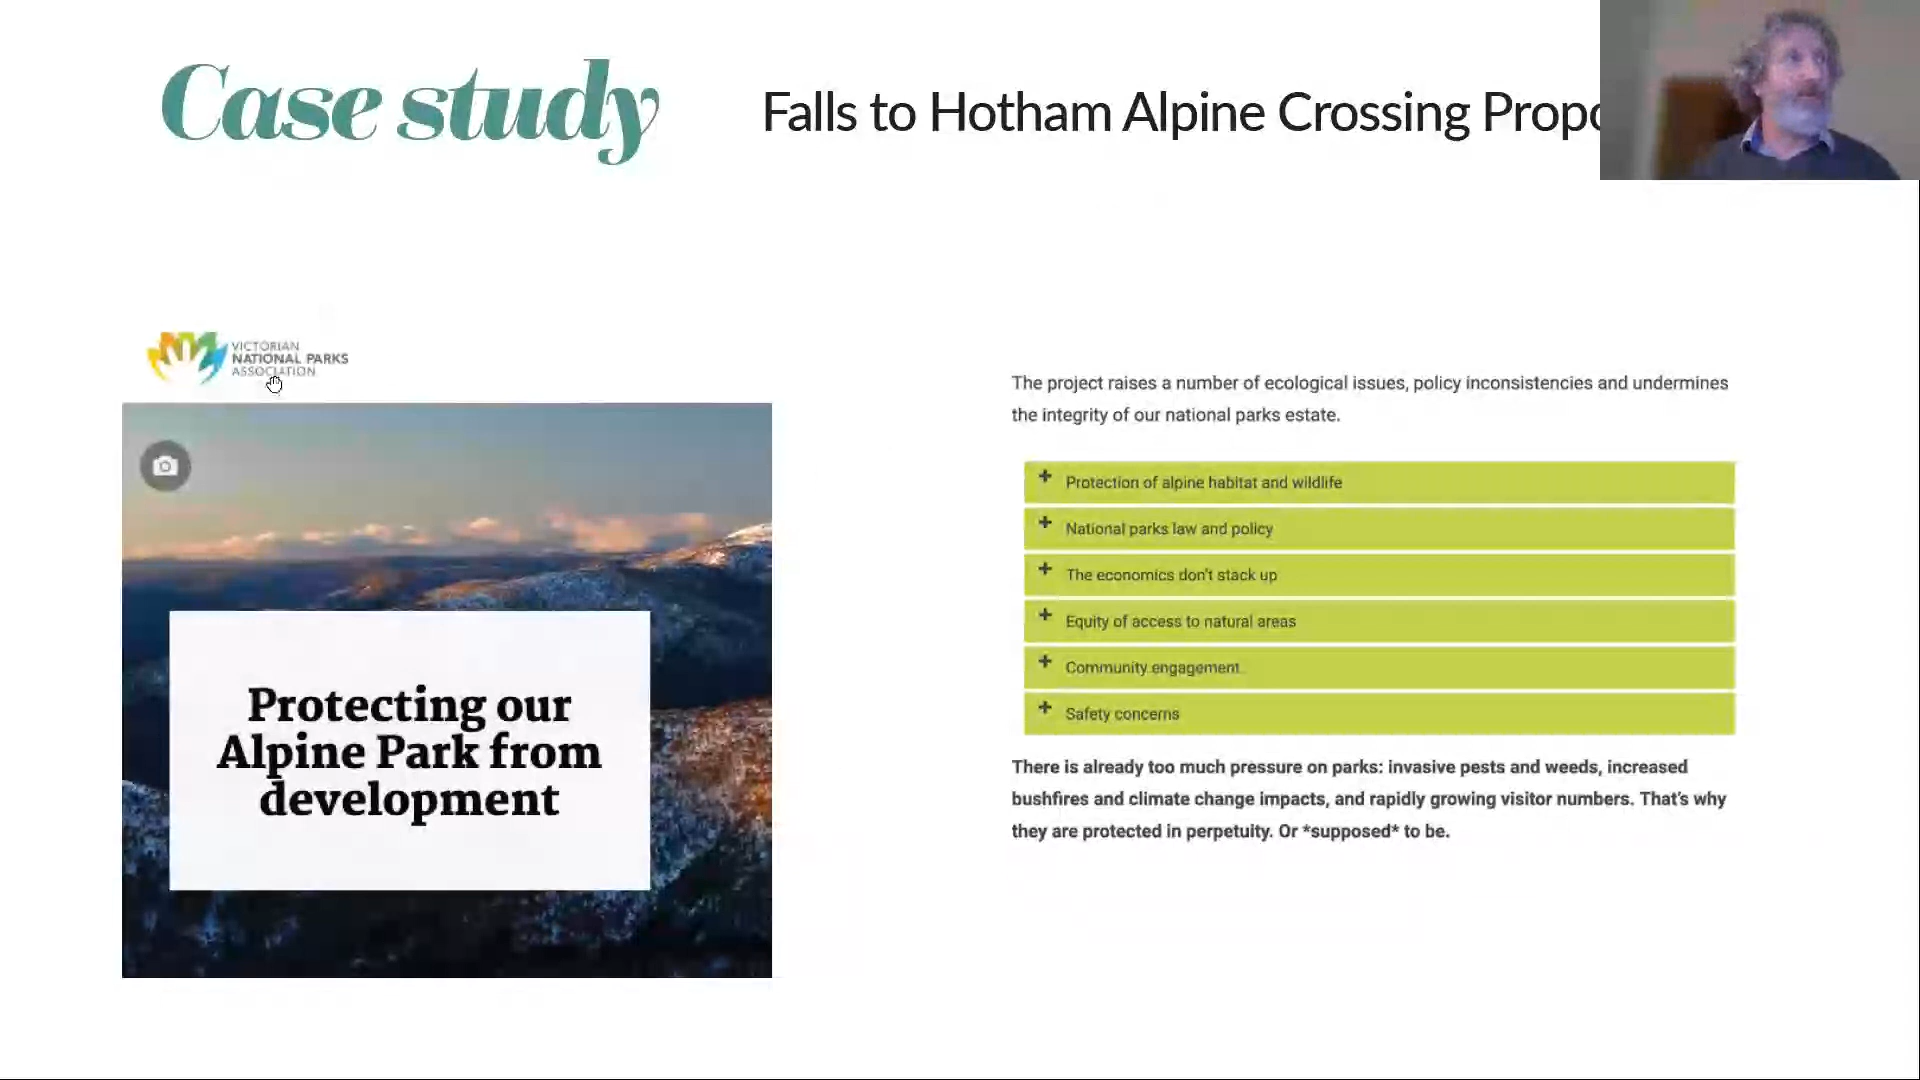 Case study
Falls to Hotham Alpine Crossing Propo
VICTORIAN
NATIONAL PARKS
ASSOCIATION
Protecting our
Alpine Park from
development
The project raises a number of ecological issues, policy inconsistencies and undermines
the integrity of our national parks estate.
+ Protection of alpine habitat and wildlife
+ National parks law and policy
+ The economics don't stack up
+ Equity of access to natural areas
+ Community engagement
+ Safety concerns
There is already too much pressure on parks: invasive pests and weeds, increased
bushfires and climate change impacts, and rapidly growing visitor numbers. That's why
they are protected in perpetuity. Or *supposed* to be.